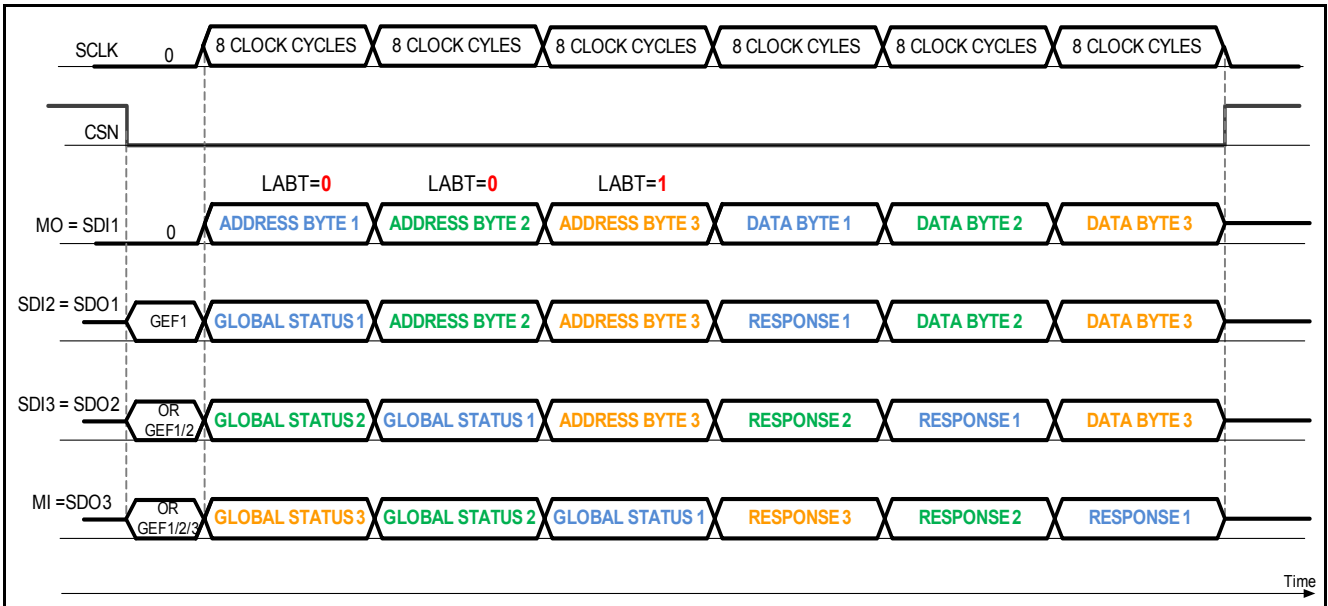 SCLK 0 8 CLOCK CYCLES 8 CLOCK CYLES 8 CLOCK CYCLES 8 CLOCK CYLES 8 CLOCK CYCLES 8 CLOCK CYLES
CSN
LABT=0 LABT=0 LABT=1
MO = SDI1 0 ADDRESS BYTE 1 ADDRESS BYTE 2 ADDRESS BYTE 3 DATA BYTE 1 DATA BYTE 2 DATA BYTE 3
SDI2 = SDO1 GEF1 GLOBAL STATUS 1 ADDRESS BYTE 2 ADDRESS BYTE 3 RESPONSE 1 DATA BYTE 2 DATA BYTE 3
SDI3 = SDO2 OR GEF1/2 GLOBAL STATUS 2 GLOBAL STATUS 1 ADDRESS BYTE 3 RESPONSE 2 RESPONSE 1 DATA BYTE 3
MI =SDO3 OR GEF1/2/3 GLOBAL STATUS 3 GLOBAL STATUS 2 GLOBAL STATUS 1 RESPONSE 3 RESPONSE 2 RESPONSE 1
Time